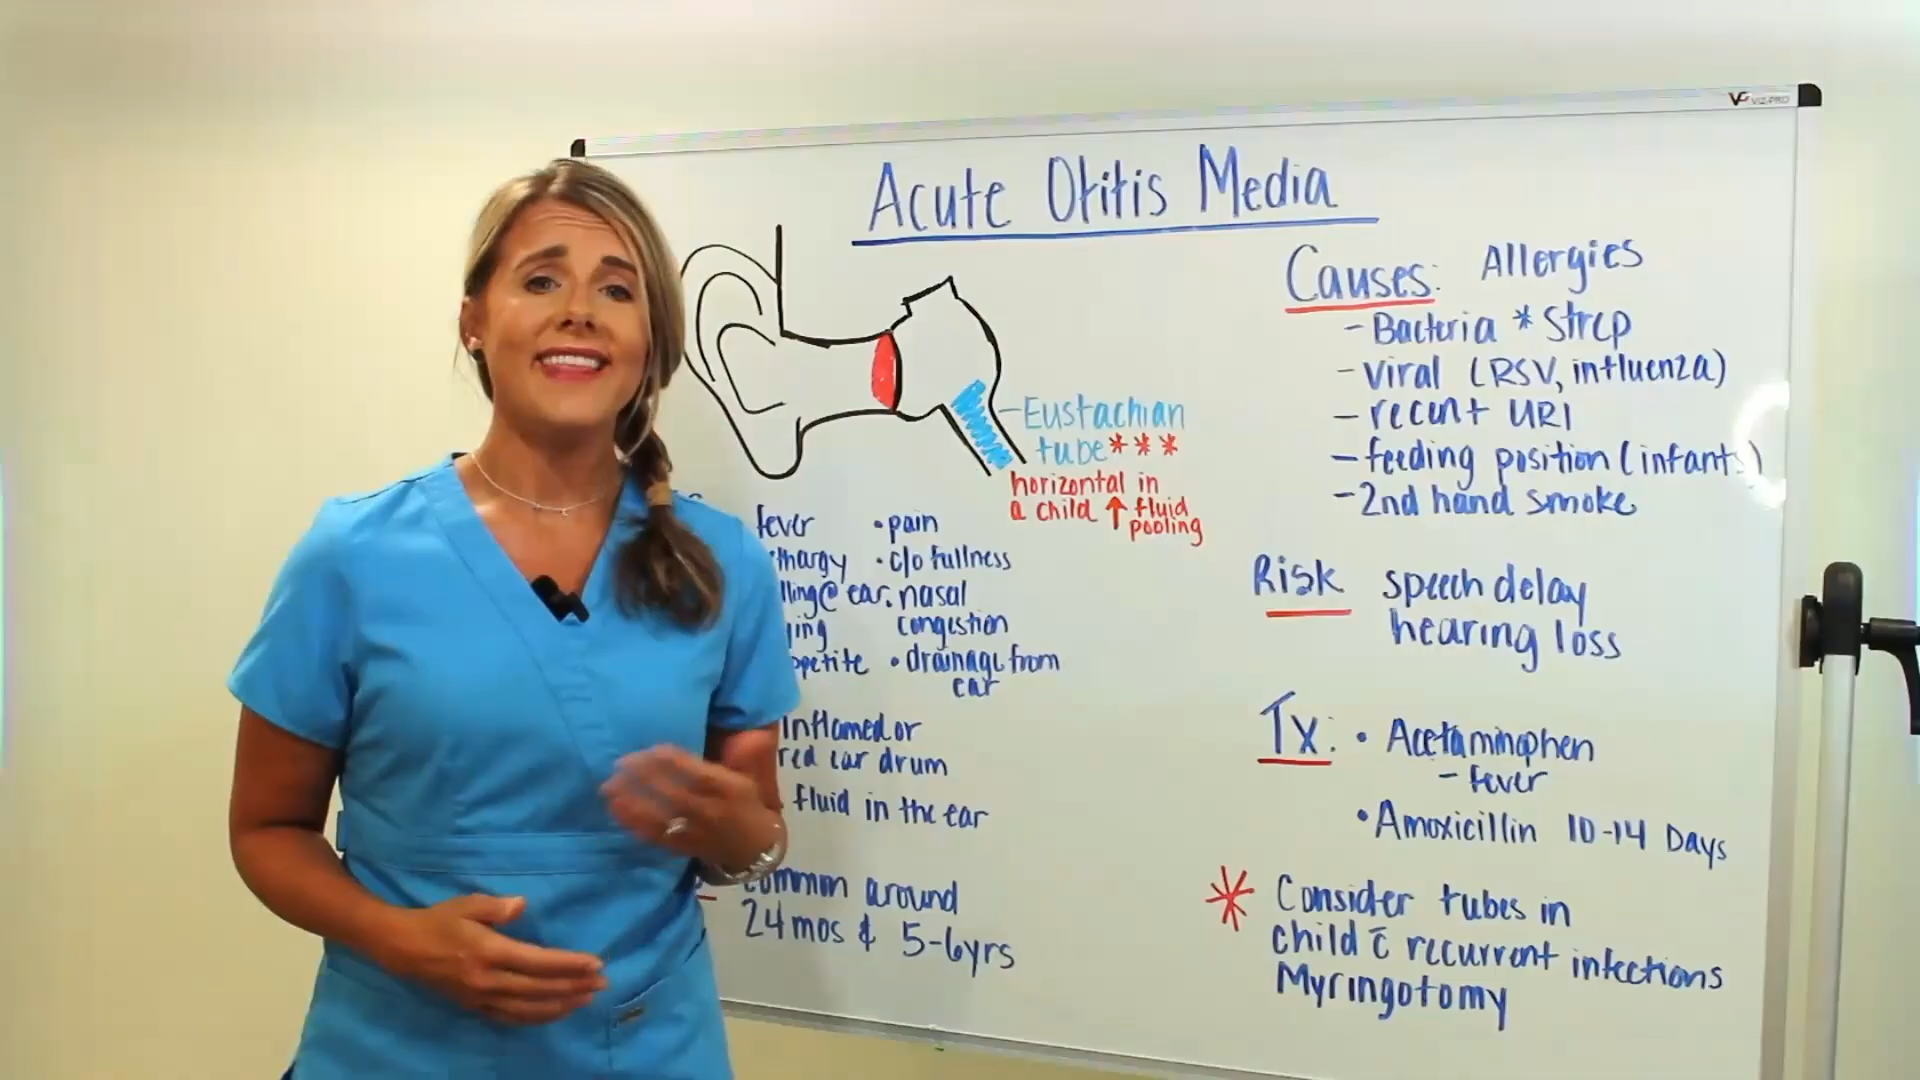 VIZ-PRO
Acute Otitis Media
Eustachian
tube***
horizontal in
a child ↑ fluid
pooling
fever • pain
• c/o fullness
@ ear • nasal
congestion
• drainage from
ear
inflamed or
red ear drum
fluid in the ear
common around
24 mos & 5-6yrs
Causes: Allergies
- Bacteria * Strep
- viral (RSV, influenza)
- recent URI
- feeding position (infants)
- 2nd hand smoke
Risk speech delay
hearing loss
Tx: • Acetaminophen
- fever
• Amoxicillin 10-14 Days
* Consider tubes in
child c̄ recurrent infections
Myringotomy